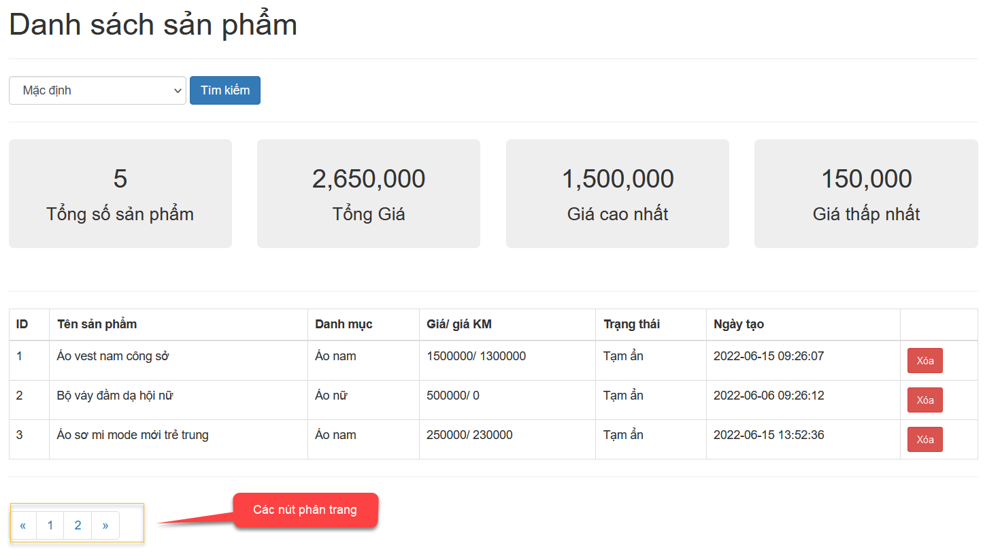 Danh sách sản phẩm
Mặc định Tìm kiếm
5 2,650,000 1,500,000 150,000
Tổng số sản phẩm Tổng Giá Giá cao nhất Giá thấp nhất
ID Tên sản phẩm Danh mục Giá/ giá KM Trạng thái Ngày tạo
1 Áo vest nam công sở Áo nam 1500000/ 1300000 Tạm ẩn 2022-06-15 09:26:07 Xóa
2 Bộ váy đầm dạ hội nữ Áo nữ 500000/ 0 Tạm ẩn 2022-06-06 09:26:12 Xóa
3 Áo sơ mi mode mới trẻ trung Áo nam 250000/ 230000 Tạm ẩn 2022-06-15 13:52:36 Xóa
Các nút phân trang
« 1 2 »